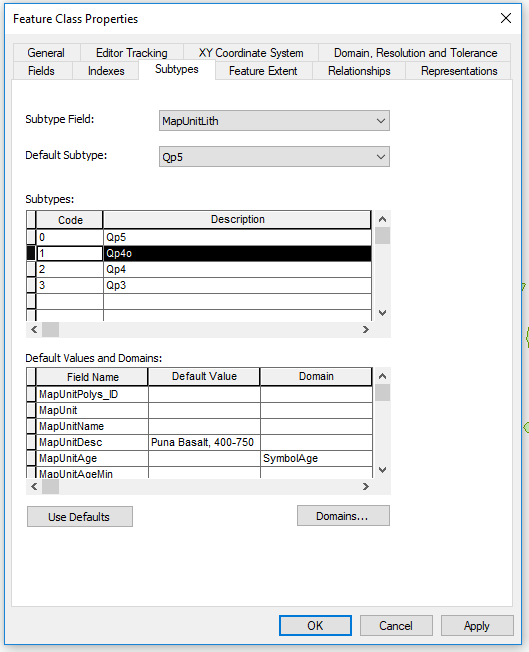 Feature Class Properties
General Editor Tracking XY Coordinate System Domain, Resolution and Tolerance
Fields Indexes Subtypes Feature Extent Relationships Representations
Subtype Field: MapUnitLith
Default Subtype: Qp5
Subtypes:
Code Description
0 Qp5
1 Qp4o
2 Qp4
3 Qp3
Default Values and Domains:
Field Name Default Value Domain
MapUnitPolys_ID
MapUnit
MapUnitName
MapUnitDesc Puna Basalt, 400-750
MapUnitAge SymbolAge
MapUnitAgeMin
Use Defaults Domains...
OK Cancel Apply